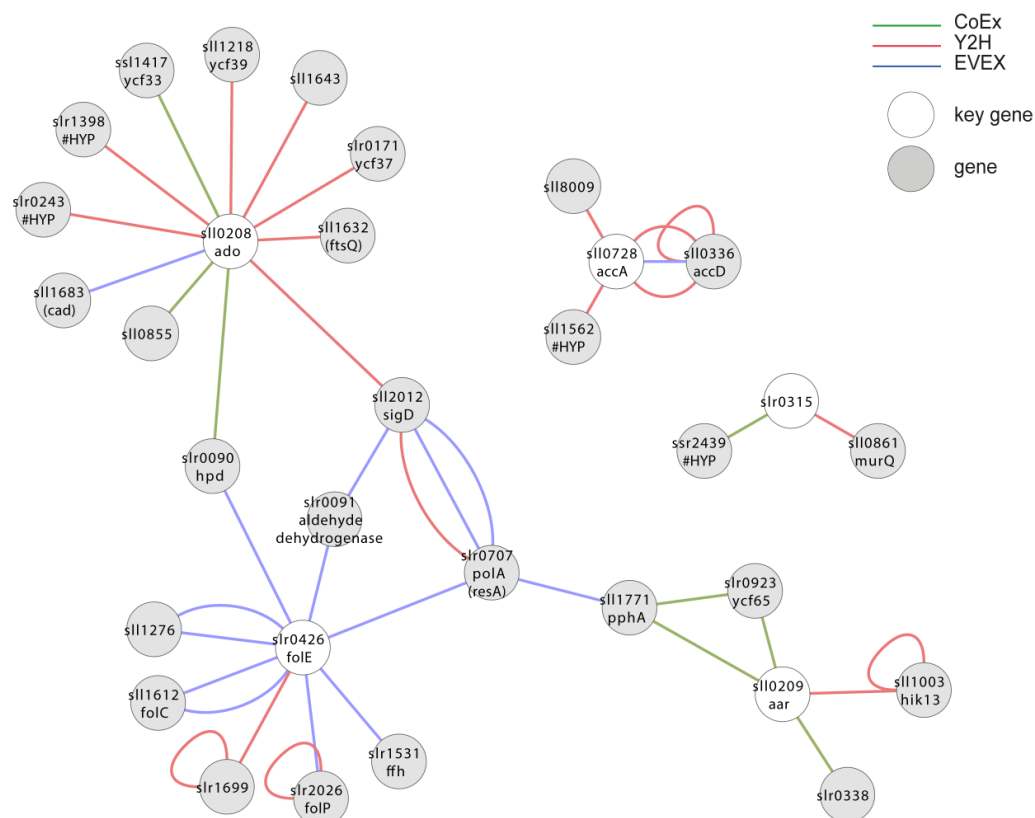 CoEx
Y2H
EVEX
key gene
gene
sll1218
ycf39
ssl1417
ycf33
sll1643
slr1398
#HYP
slr0171
ycf37
slr0243
#HYP
sll0208
ado
sll1632
(ftsQ)
sll1683
(cad)
sll0855
sll8009
sll0728
accA
sll0336
accD
sll1562
#HYP
sll2012
sigD
slr0315
ssr2439
#HYP
sll0861
murQ
slr0090
hpd
slr0091
aldehyde
dehydrogenase
slr0707
polA
(resA)
sll1771
pphA
slr0923
ycf65
sll1276
slr0426
folE
sll1612
folC
sll0209
aar
sll1003
hik13
slr1531
ffh
slr1699
slr2026
folP
slr0338